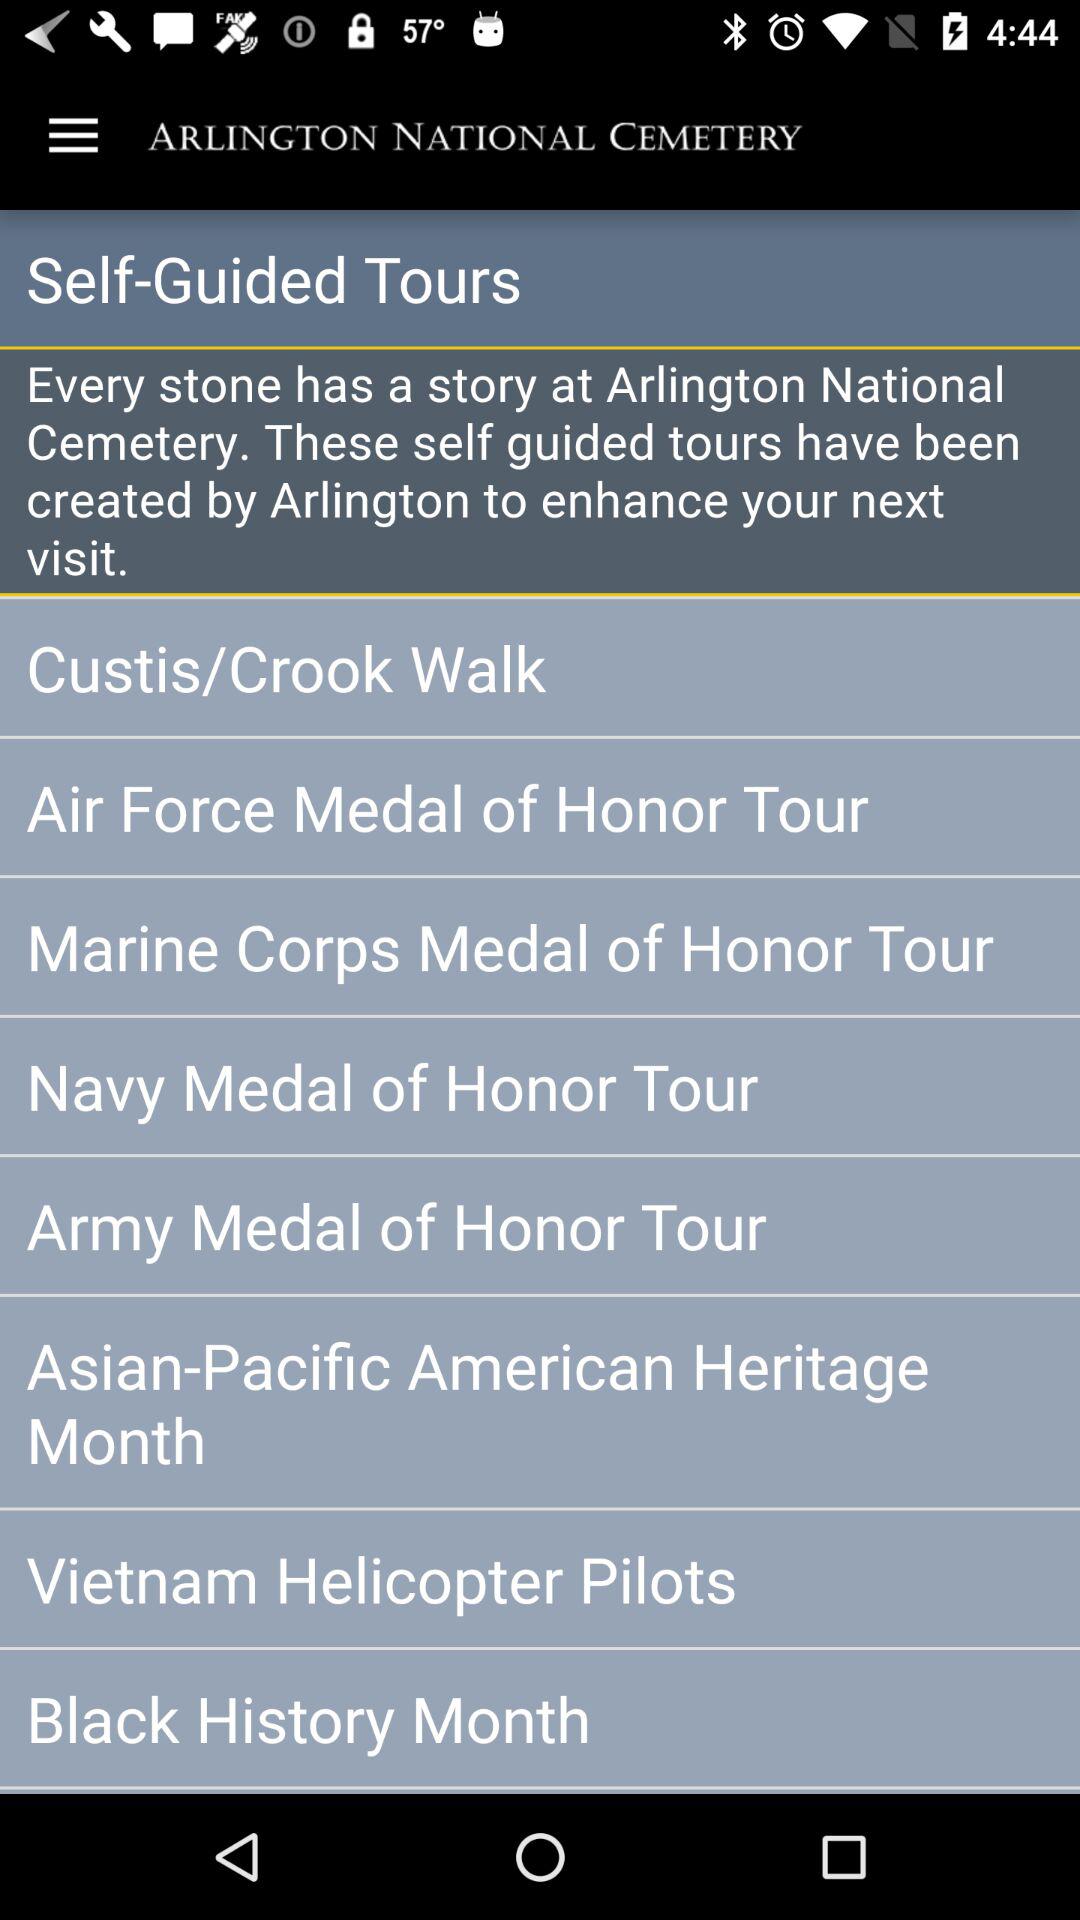 FAKE
57°
4:44
ARLINGTON NATIONAL CEMETERY
Self-Guided Tours
Every stone has a story at Arlington National
Cemetery. These self guided tours have been
created by Arlington to enhance your next
visit.
Custis/Crook Walk
Air Force Medal of Honor Tour
Marine Corps Medal of Honor Tour
Navy Medal of Honor Tour
Army Medal of Honor Tour
Asian-Pacific American Heritage
Month
Vietnam Helicopter Pilots
Black History Month